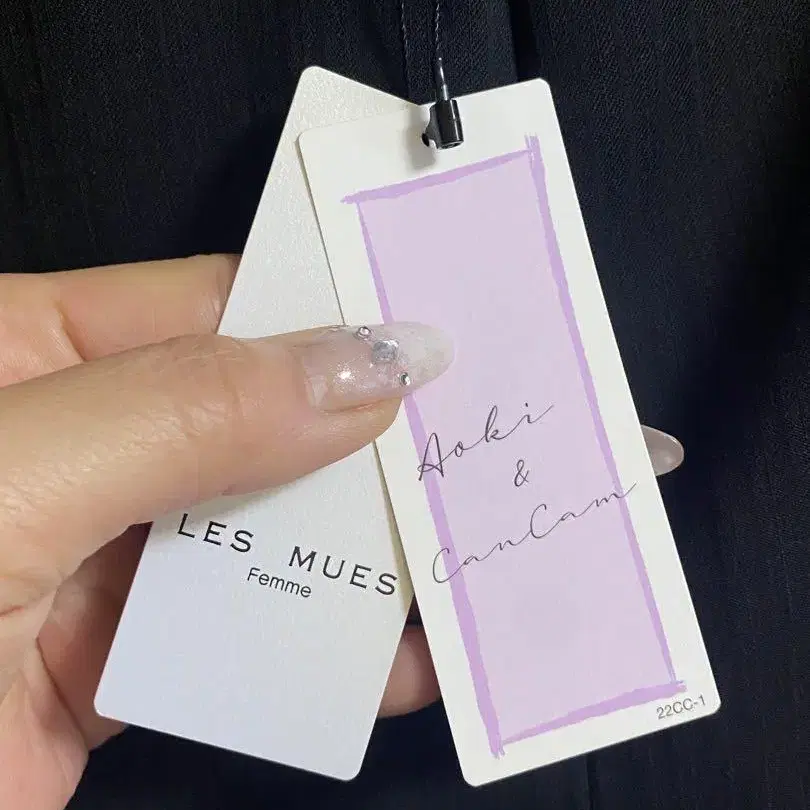 LES MUES
Femme
Aoki
&
CanCam
22CC-1